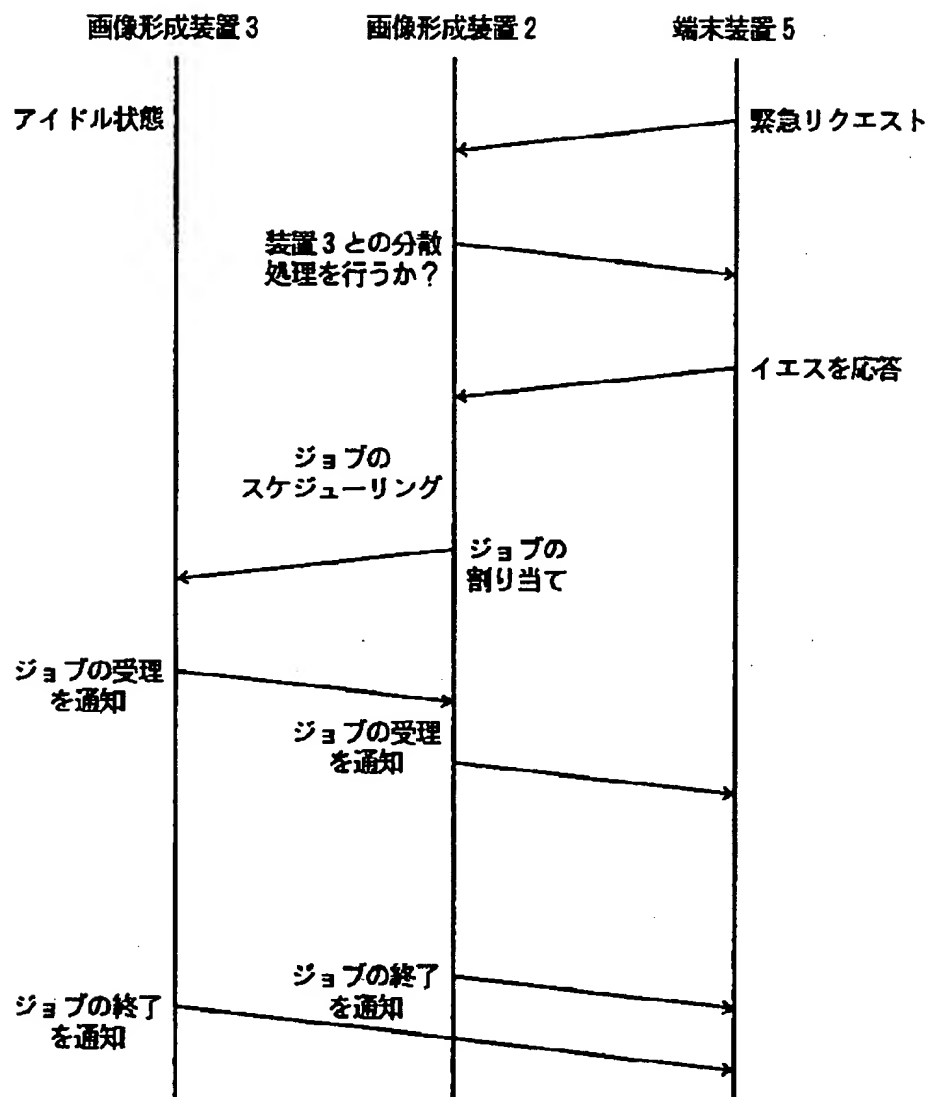 画像形成装置3
画像形成装置2
端末装置5
アイドル状態
緊急リクエスト
装置3との分散
処理を行うか?
イエスを応答
ジョブの
スケジューリング
ジョブの
割り当て
ジョブの受理
を通知
ジョブの受理
を通知
ジョブの終了
を通知
ジョブの終了
を通知